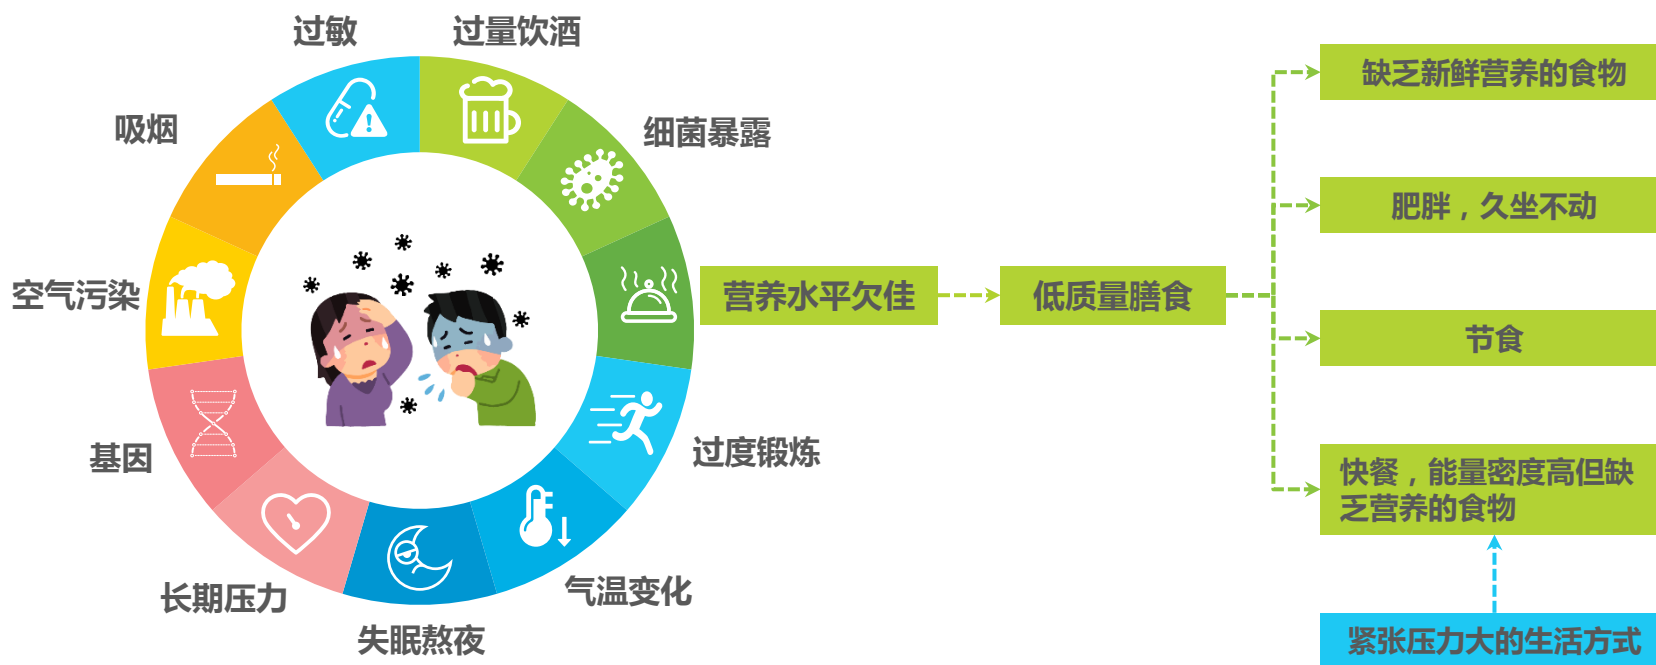 过敏
过量饮酒
吸烟
细菌暴露
空气污染
营养水平欠佳
低质量膳食
基因
过度锻炼
长期压力
气温变化
失眠熬夜
缺乏新鲜营养的食物
肥胖，久坐不动
节食
快餐，能量密度高但缺
乏营养的食物
紧张压力大的生活方式